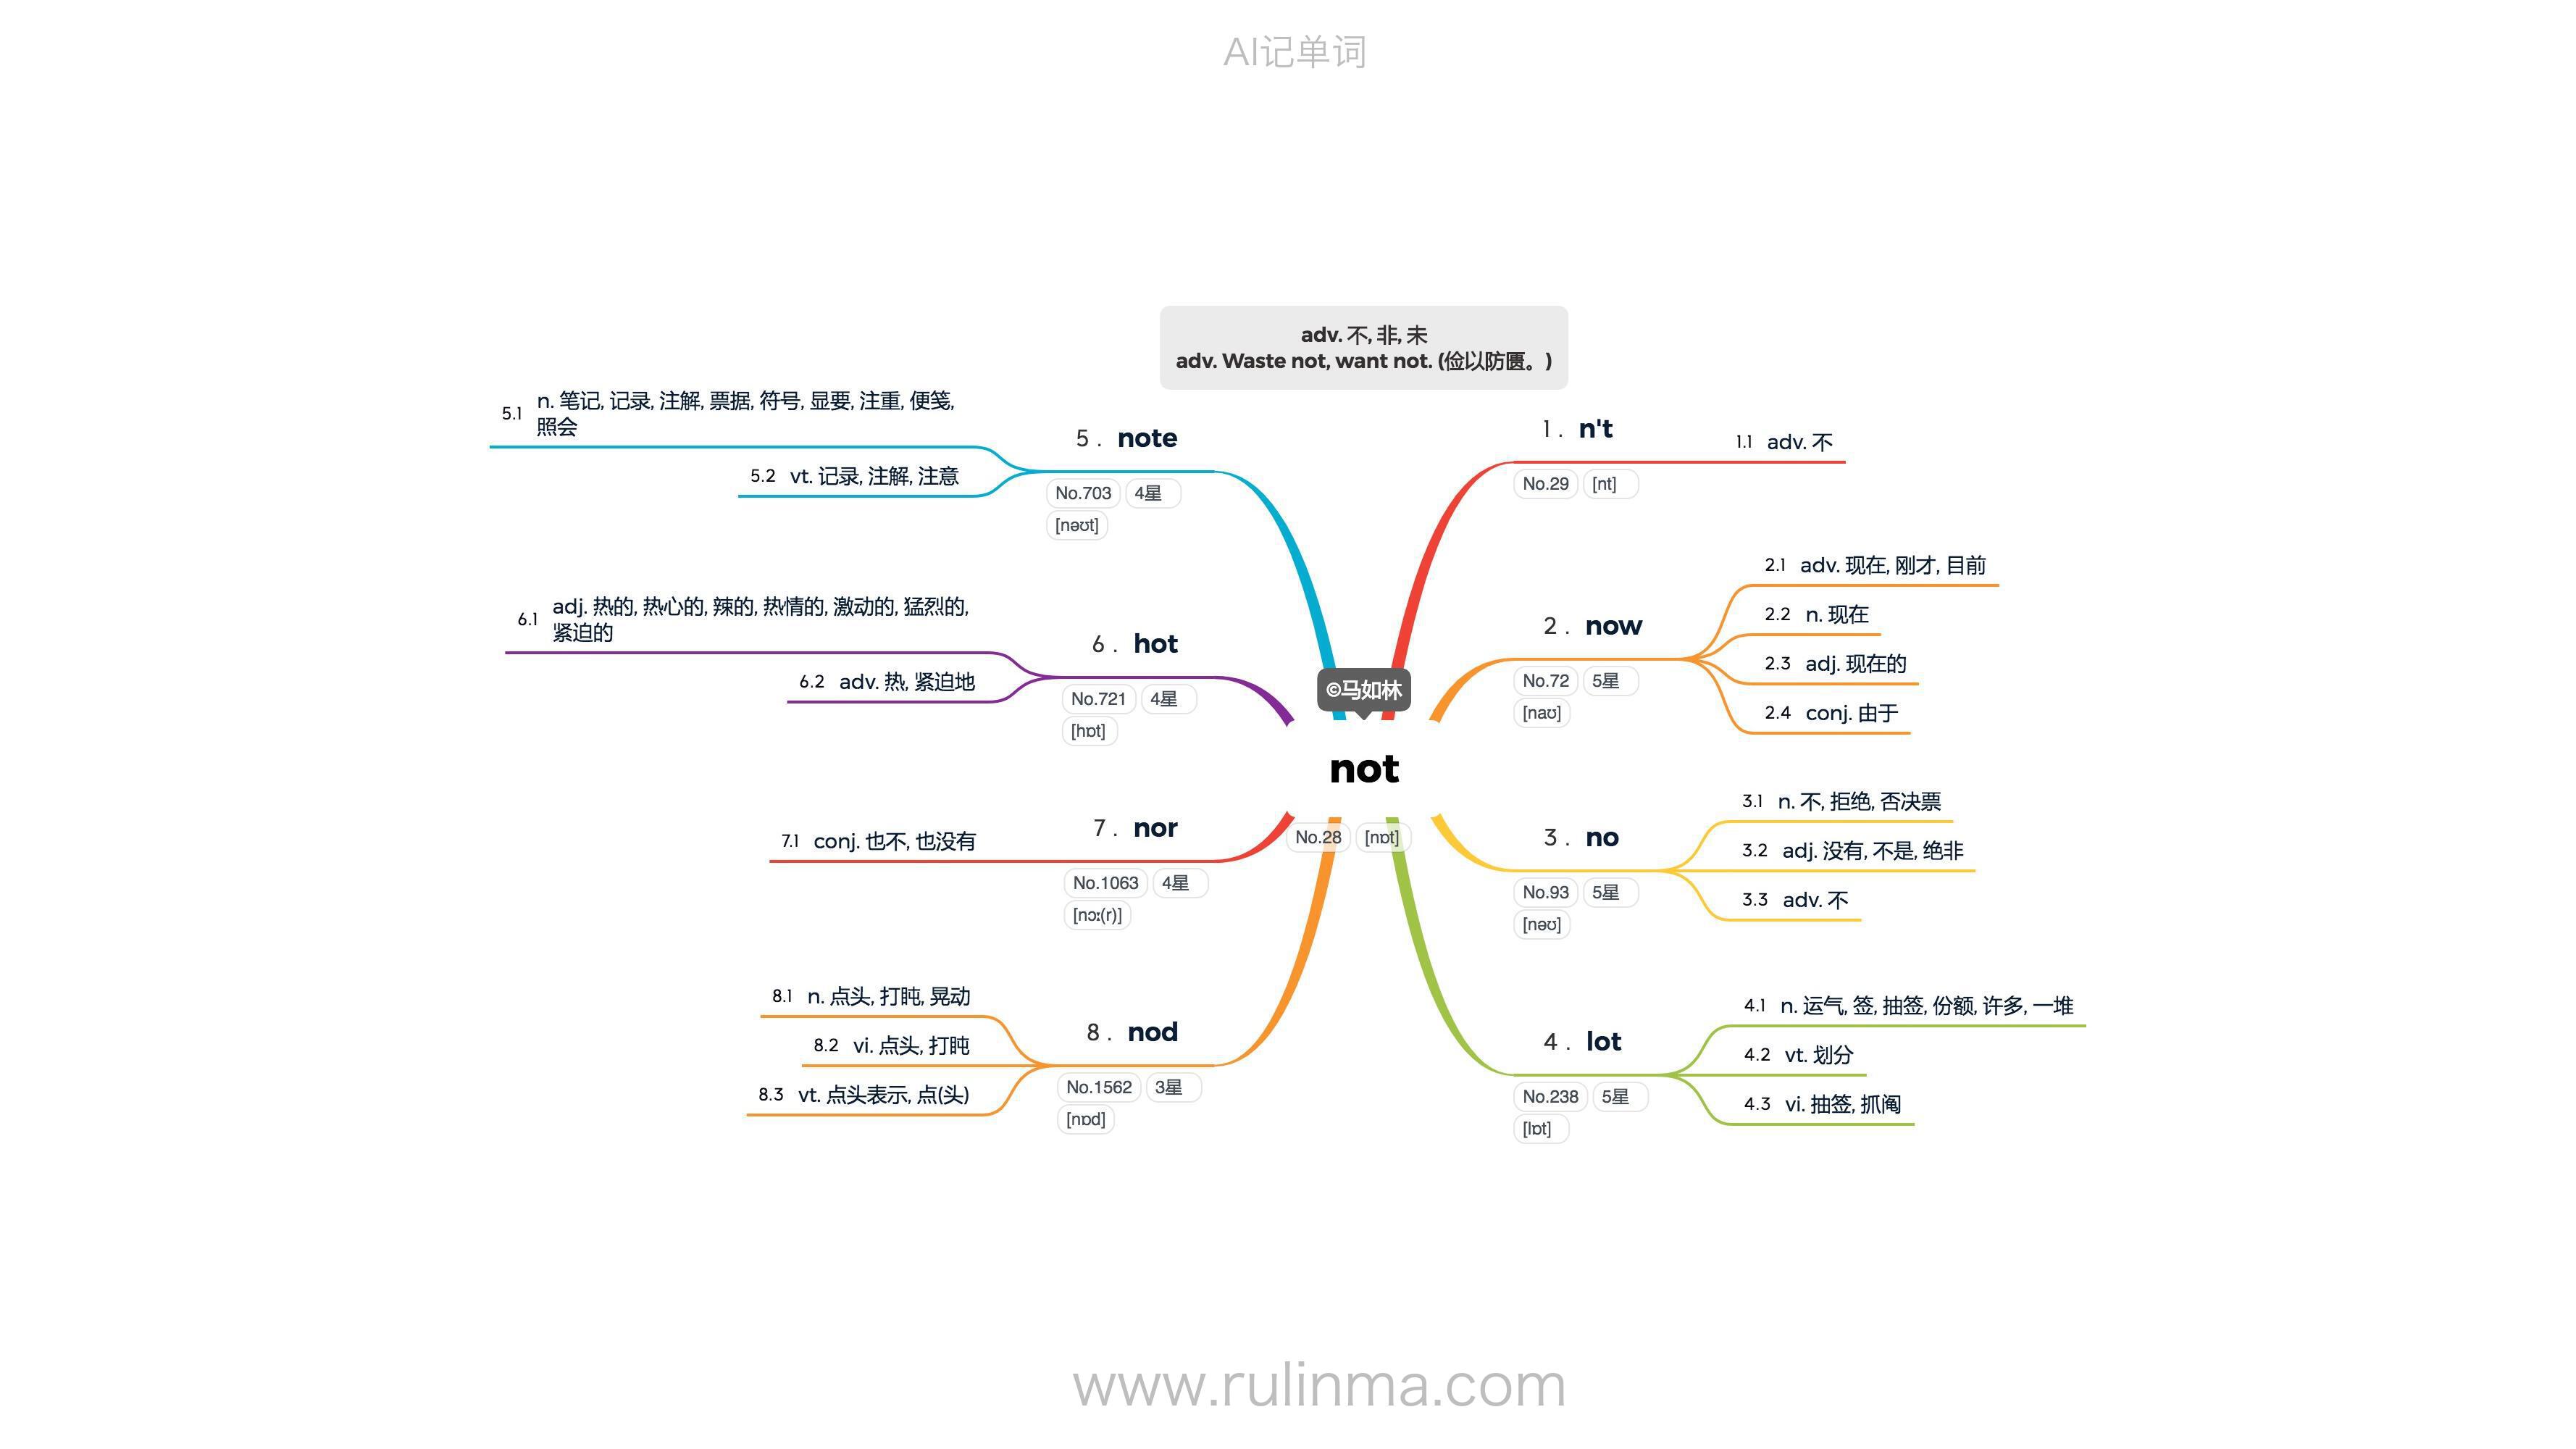 AI记单词
adv. 不, 非, 未
adv. Waste not, want not. (俭以防匮。)
©马如林
not
No.28 [nɒt]
1 . n't
No.29 [nt]
1.1 adv. 不
2 . now
No.72 5星
[naʊ]
2.1 adv. 现在, 刚才, 目前
2.2 n. 现在
2.3 adj. 现在的
2.4 conj. 由于
3 . no
No.93 5星
[nəʊ]
3.1 n. 不, 拒绝, 否决票
3.2 adj. 没有, 不是, 绝非
3.3 adv. 不
4 . lot
No.238 5星
[lɒt]
4.1 n. 运气, 签, 抽签, 份额, 许多, 一堆
4.2 vt. 划分
4.3 vi. 抽签, 抓阄
5 . note
No.703 4星
[nəʊt]
5.1 n. 笔记, 记录, 注解, 票据, 符号, 显要, 注重, 便笺,
照会
5.2 vt. 记录, 注解, 注意
6 . hot
No.721 4星
[hɒt]
6.1 adj. 热的, 热心的, 辣的, 热情的, 激动的, 猛烈的,
紧迫的
6.2 adv. 热, 紧迫地
7 . nor
No.1063 4星
[nɔː(r)]
7.1 conj. 也不, 也没有
8 . nod
No.1562 3星
[nɒd]
8.1 n. 点头, 打盹, 晃动
8.2 vi. 点头, 打盹
8.3 vt. 点头表示, 点(头)
www.rulinma.com